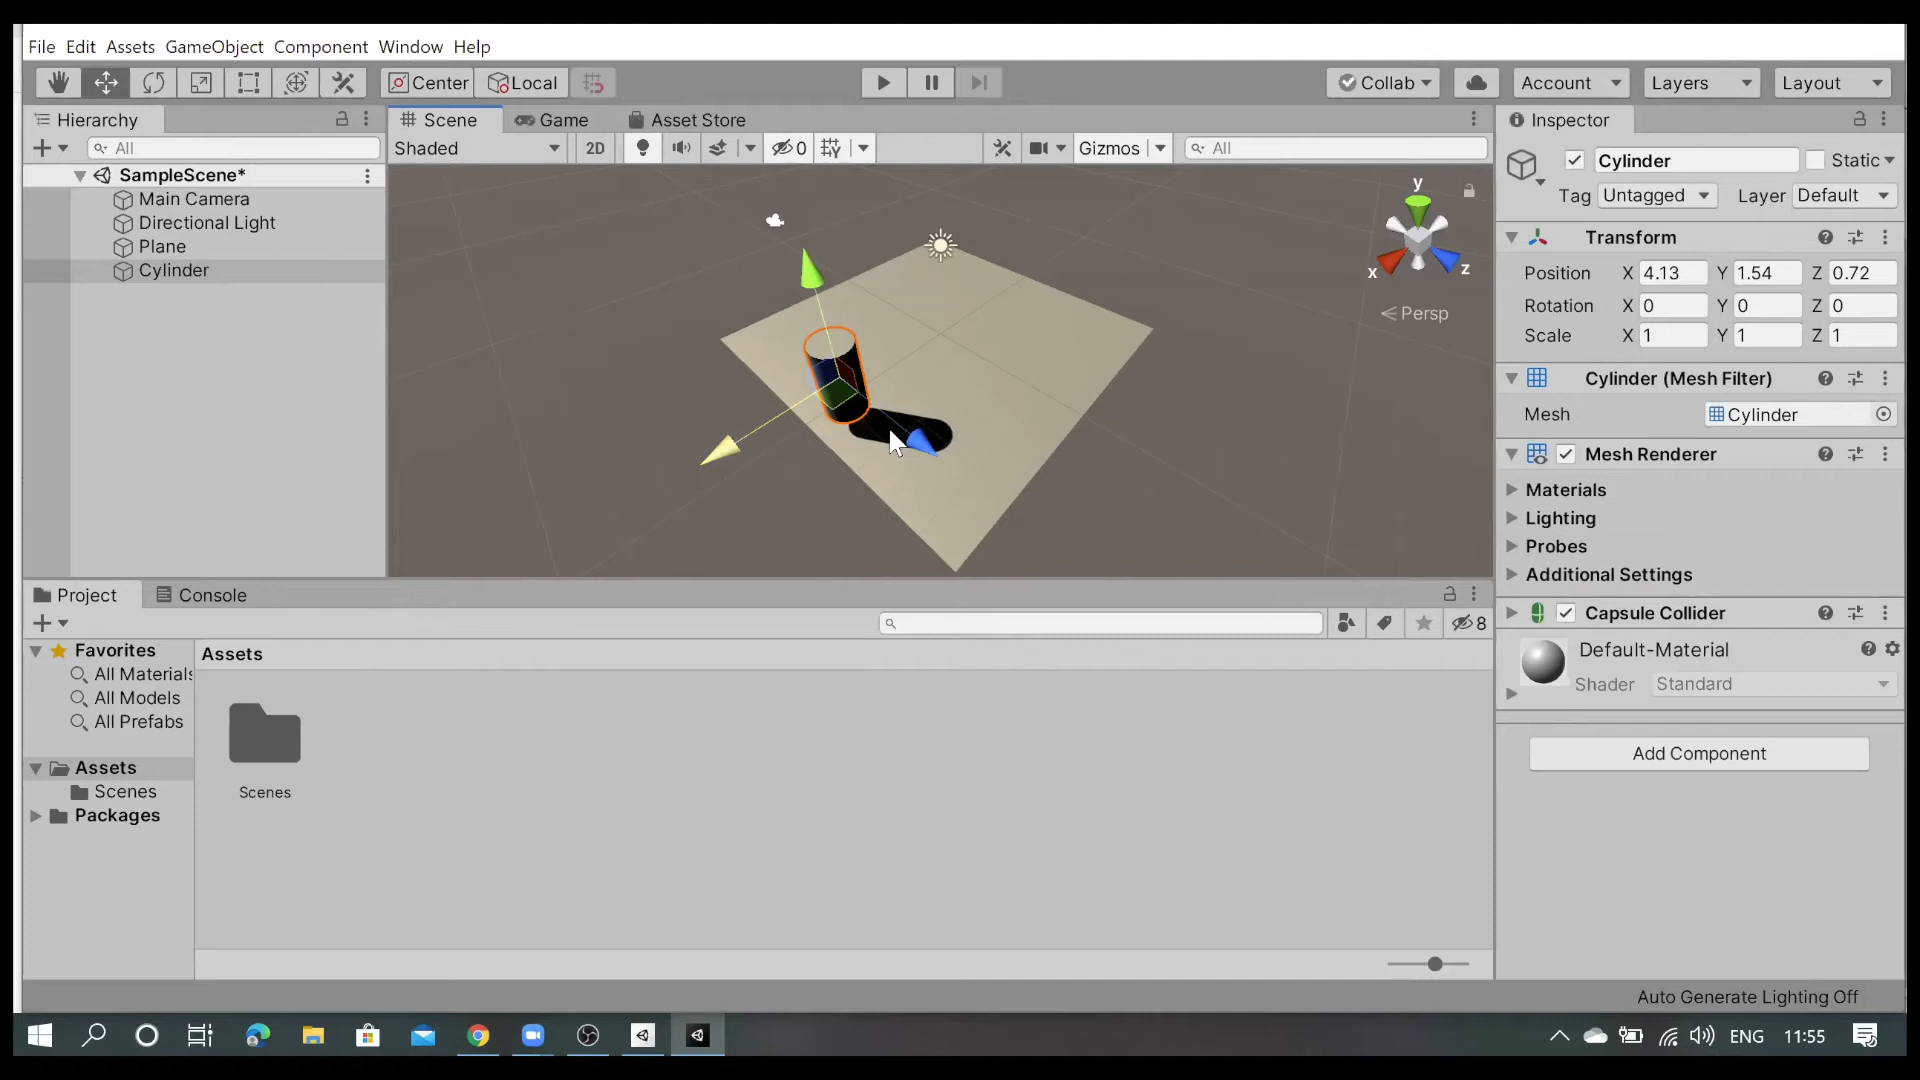 File Edit Assets GameObject Component Window Help
Center Local Collab Account Layers Layout
Hierarchy
All
SampleScene*
Main Camera
Directional Light
Plane
Cylinder
Scene Game Asset Store
Shaded 2D 0 Gizmos All
y
x z
Persp
Inspector
Cylinder Static
Tag Untagged Layer Default
Transform
Position X 4.13 Y 1.54 Z 0.72
Rotation X 0 Y 0 Z 0
Scale X 1 Y 1 Z 1
Cylinder (Mesh Filter)
Mesh Cylinder
Mesh Renderer
Materials
Lighting
Probes
Additional Settings
Capsule Collider
Default-Material
Shader Standard
Add Component
Project Console
8
Favorites
All Materials
All Models
All Prefabs
Assets
Scenes
Packages
Assets
Scenes
Auto Generate Lighting Off
ENG 11:55